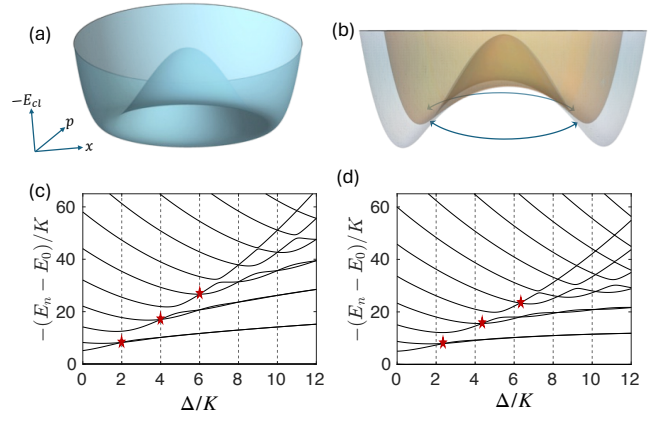 (a)
(b)
−E_cl
p
x
(c)
(d)
−(E_n − E_0)/K
60
40
20
0
0 2 4 6 8 10 12
Δ/K
−(E_n − E_0)/K
60
40
20
0
0 2 4 6 8 10 12
Δ/K